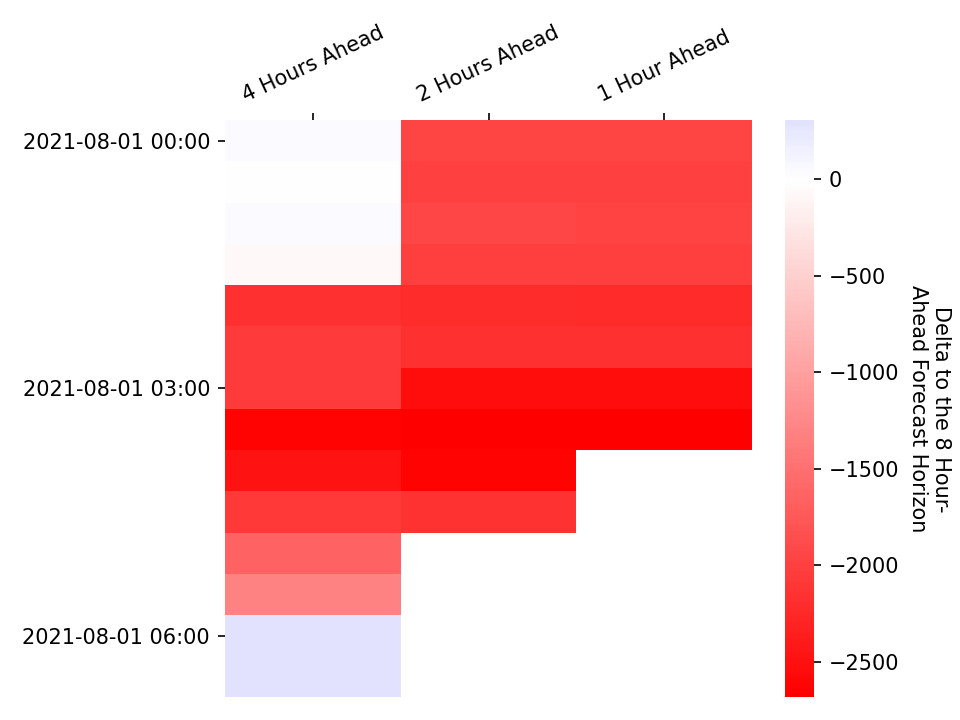 4 Hours Ahead
2 Hours Ahead
1 Hour Ahead
2021-08-01 00:00
2021-08-01 03:00
2021-08-01 06:00
0
−500
−1000
−1500
−2000
−2500
Delta to the 8 Hour-
Ahead Forecast Horizon